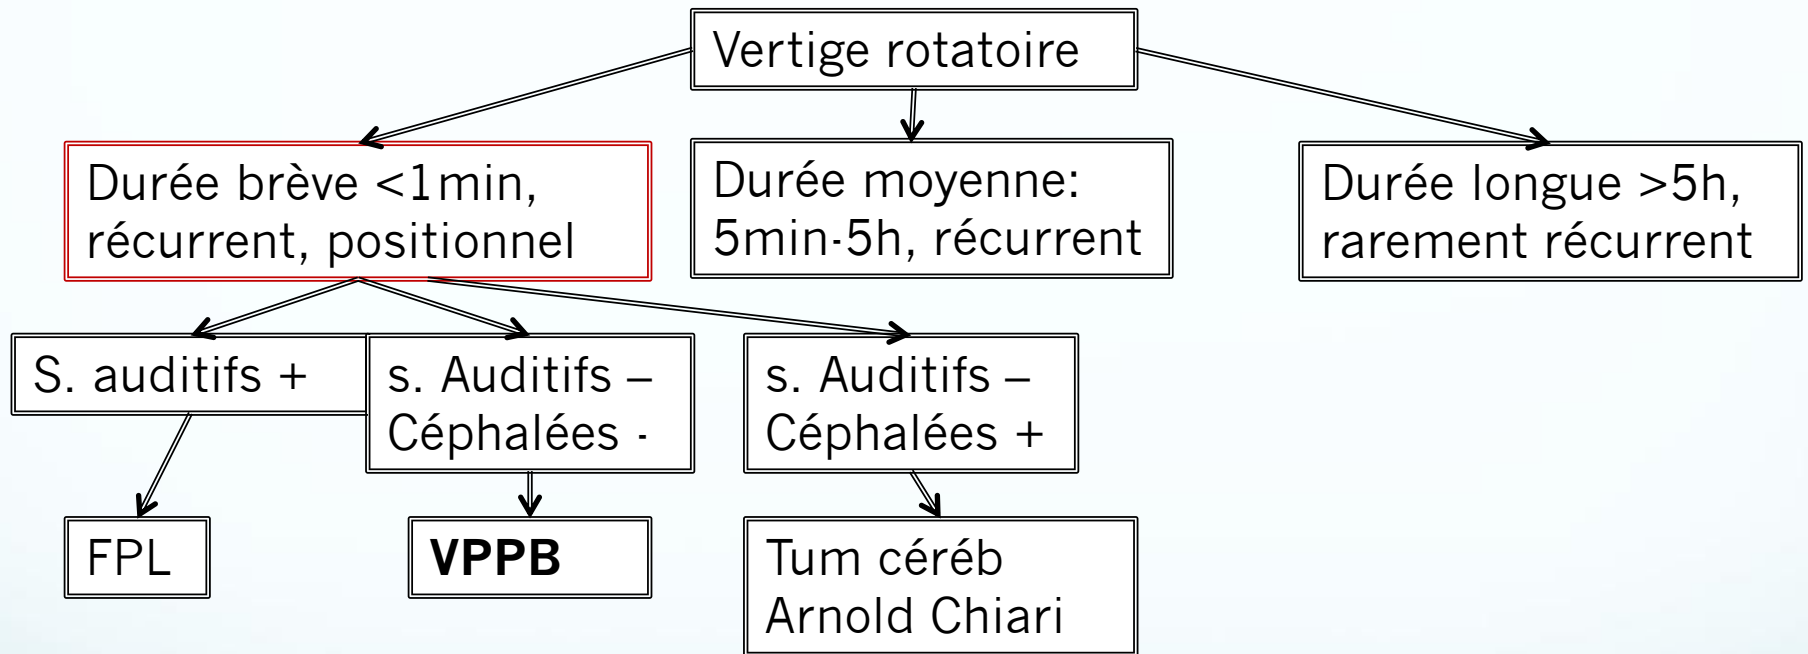 Vertige rotatoire
Durée brève <1min,
récurrent, positionnel
Durée moyenne:
5min-5h, récurrent
Durée longue >5h,
rarement récurrent
S. auditifs +
s. Auditifs –
Céphalées -
s. Auditifs –
Céphalées +
FPL
VPPB
Tum céréb
Arnold Chiari